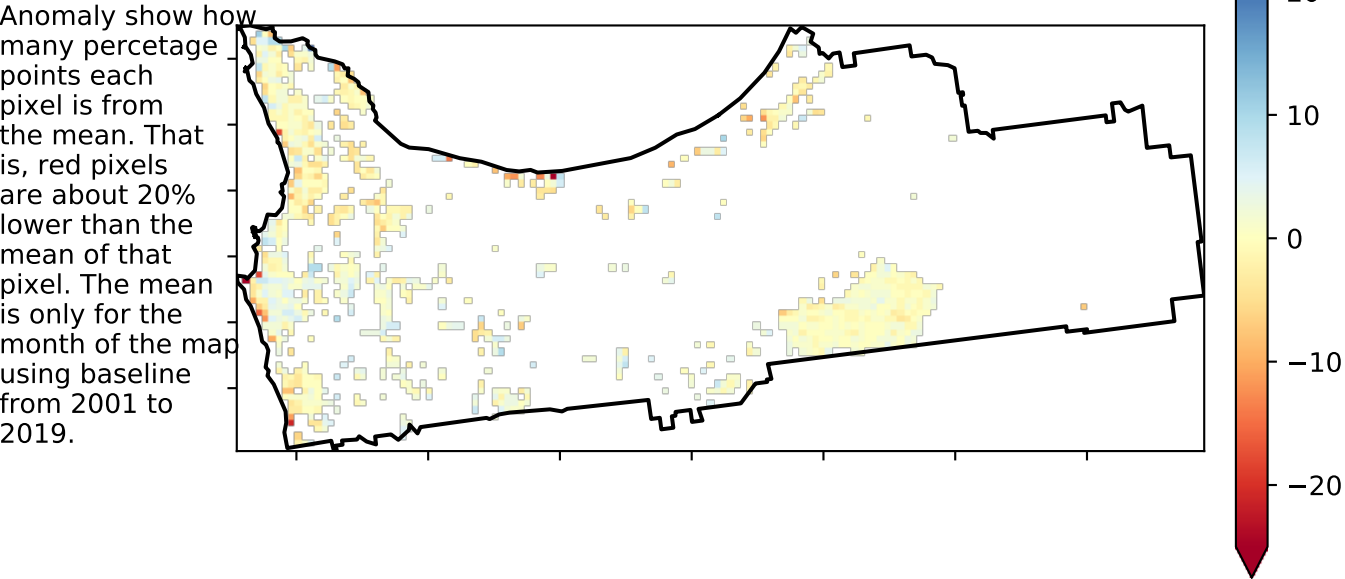 Anomaly show how
many percetage
points each
pixel is from
the mean. That
is, red pixels
are about 20%
lower than the
mean of that
pixel. The mean
is only for the
month of the map
using baseline
from 2001 to
2019.
10
0
−10
−20